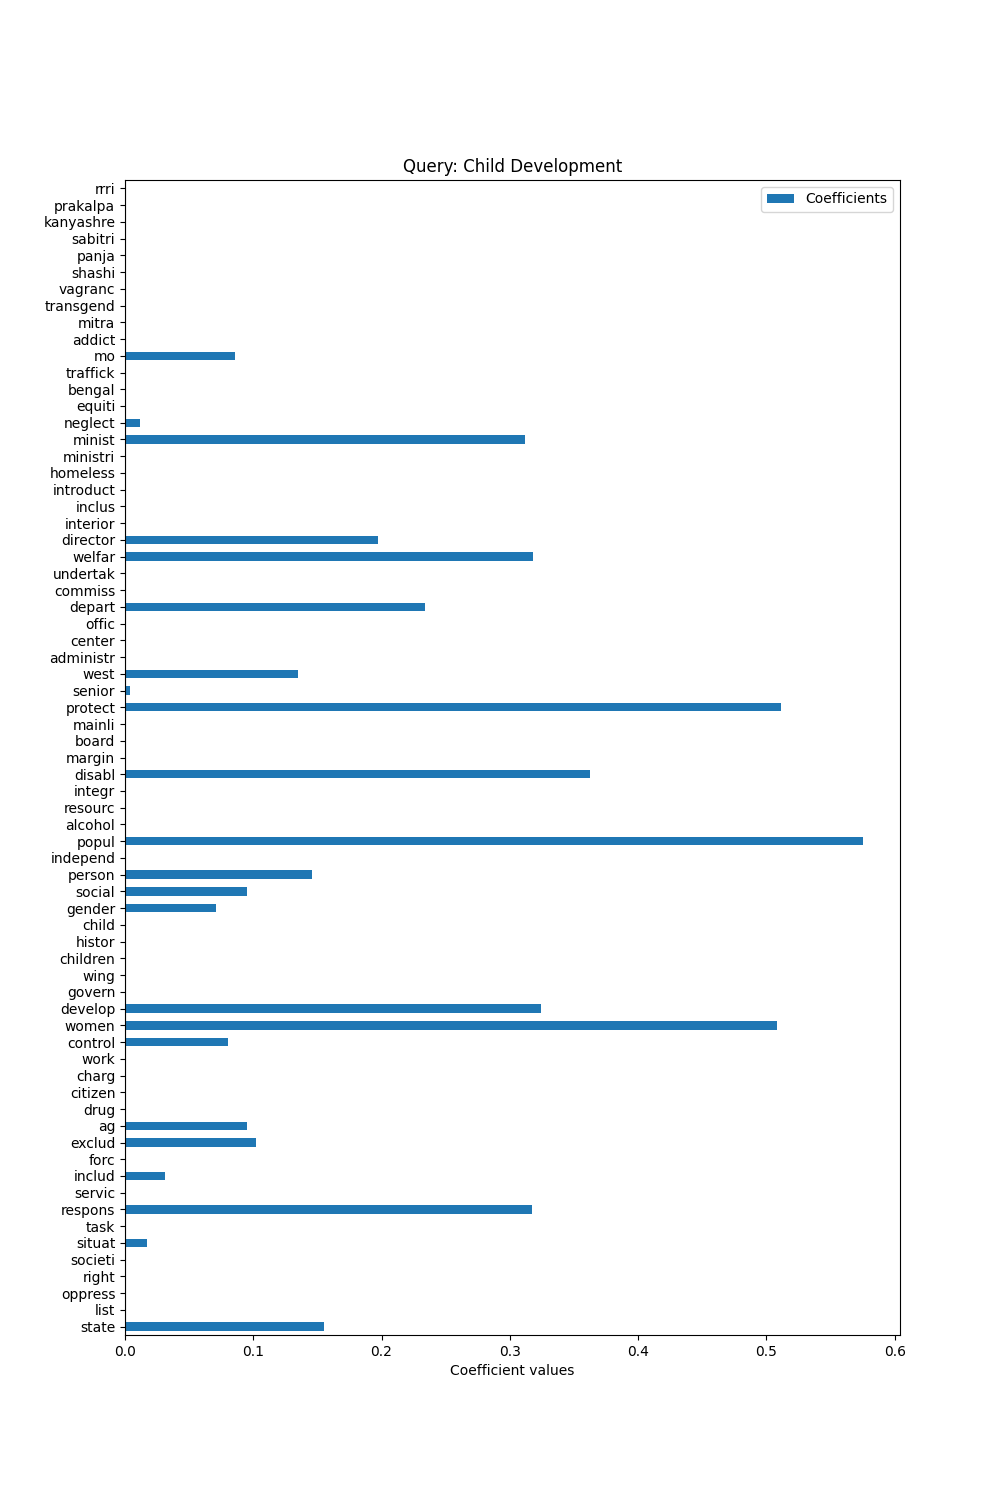 Query: Child Development
Coefficients
rrri
prakalpa
kanyashre
sabitri
panja
shashi
vagranc
transgend
mitra
addict
mo
traffick
bengal
equiti
neglect
minist
ministri
homeless
introduct
inclus
interior
director
welfar
undertak
commiss
depart
offic
center
administr
west
senior
protect
mainli
board
margin
disabl
integr
resourc
alcohol
popul
independ
person
social
gender
child
histor
children
wing
govern
develop
women
control
work
charg
citizen
drug
ag
exclud
forc
includ
servic
respons
task
situat
societi
right
oppress
list
state
0.0 0.1 0.2 0.3 0.4 0.5 0.6
Coefficient values